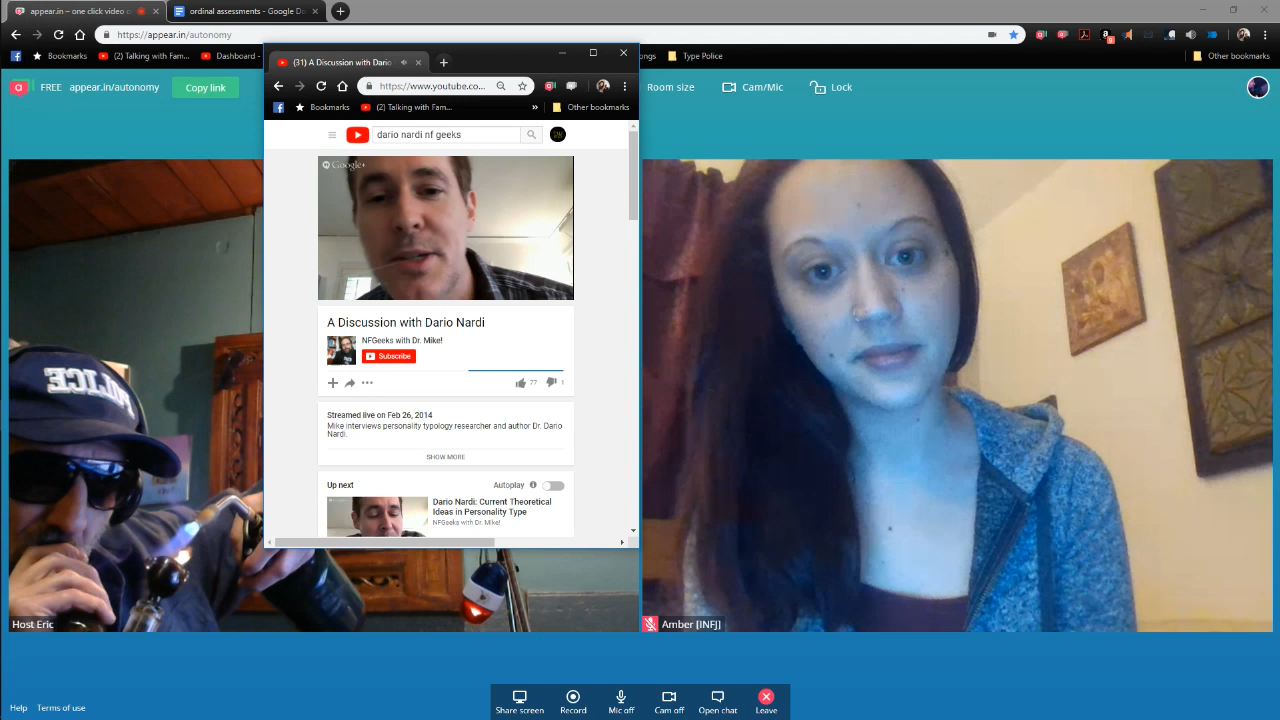 appear.in – one click video c
ordinal assessments - Google D
https://appear.in/autonomy
Bookmarks
(2) Talking with Fam...
Dashboard -
ongs
Type Police
Other bookmarks
FREE
appear.in/autonomy
Copy link
Room size
Cam/Mic
Lock
(31) A Discussion with Dario
https://www.youtube.co...
Bookmarks
(2) Talking with Fam...
»
Other bookmarks
dario nardi nf geeks
Google+
A Discussion with Dario Nardi
NFGeeks with Dr. Mike!
Subscribe
77
1
Streamed live on Feb 26, 2014
Mike interviews personality typology researcher and author Dr. Dario
Nardi.
SHOW MORE
Up next
Autoplay
Dario Nardi: Current Theoretical
Ideas in Personality Type
NFGeeks with Dr. Mike!
POLICE
Host Eric
Amber [INFJ]
Share screen
Record
Mic off
Cam off
Open chat
Leave
Help
Terms of use